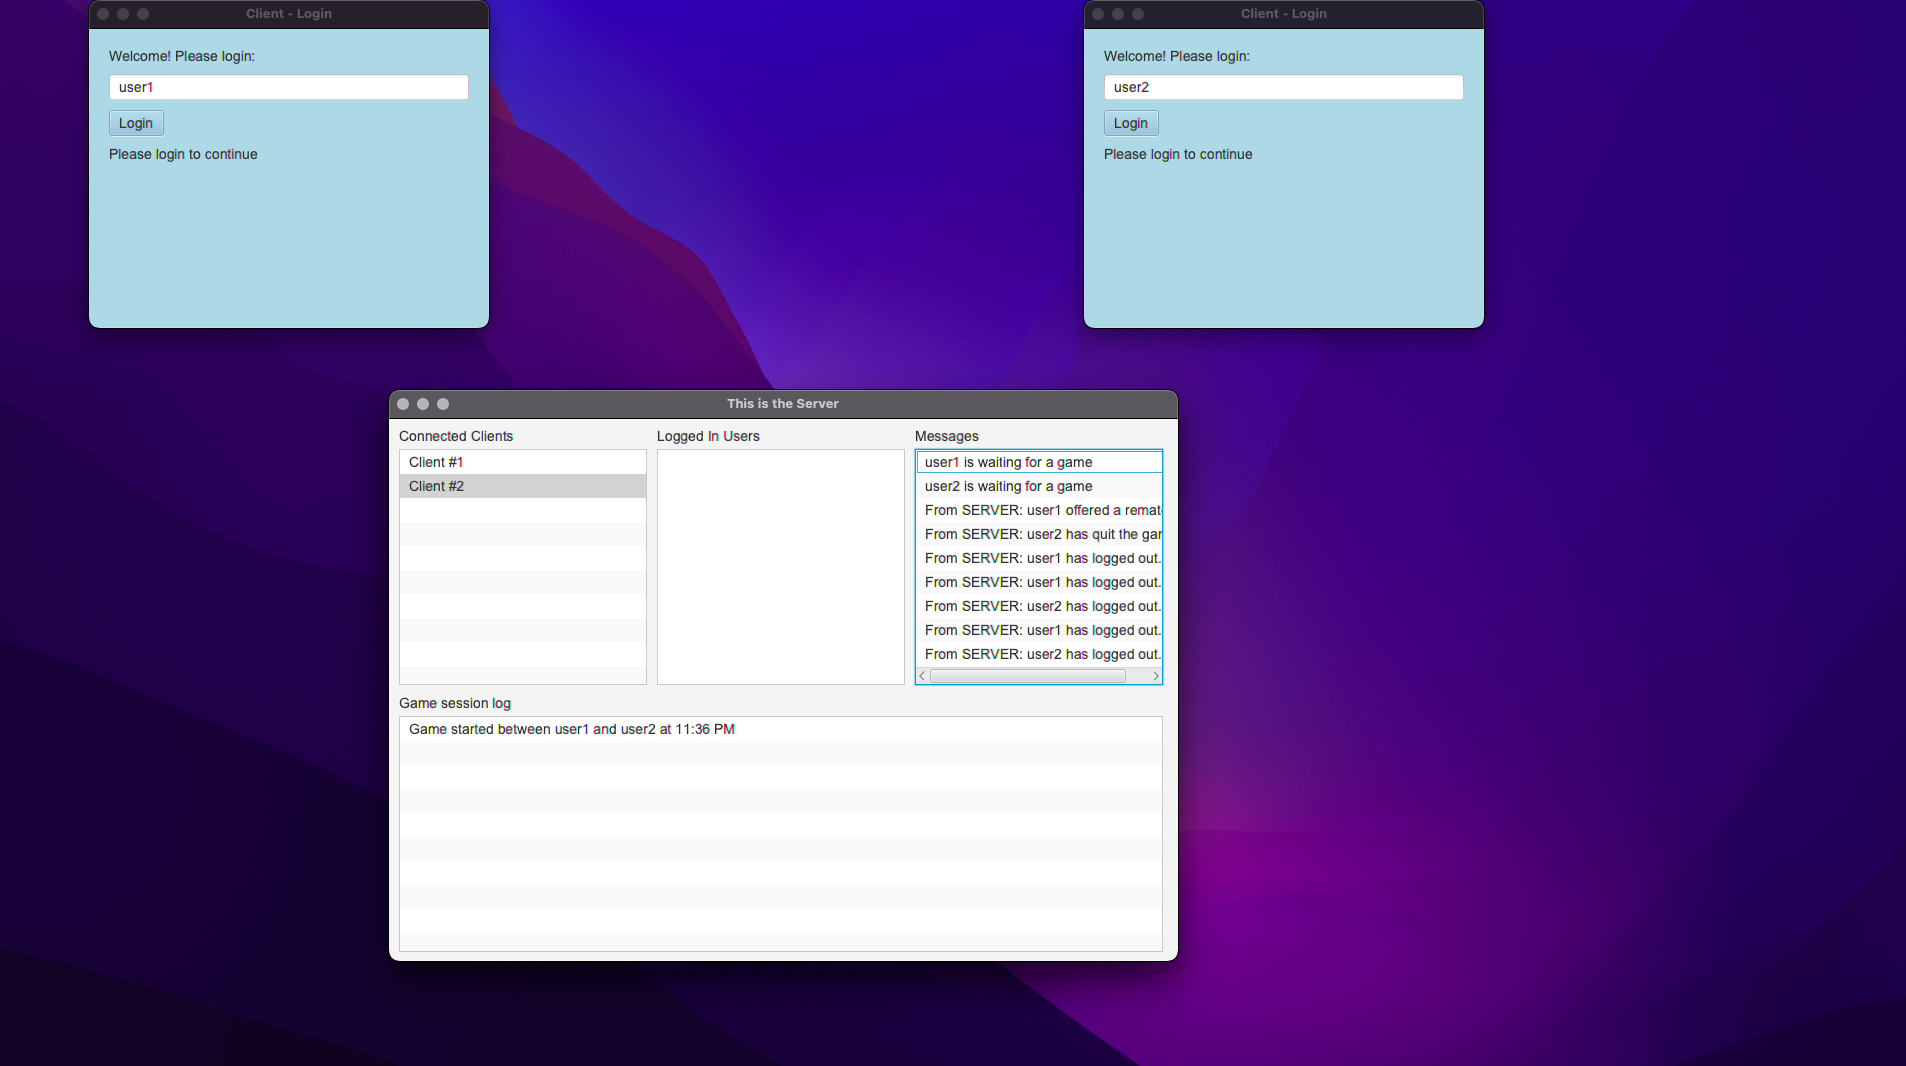 Client - Login
Welcome! Please login:
user1
Login
Please login to continue
Client - Login
Welcome! Please login:
user2
Login
Please login to continue
This is the Server
Connected Clients
Client #1
Client #2
Logged In Users
Messages
user1 is waiting for a game
user2 is waiting for a game
From SERVER: user1 offered a remat
From SERVER: user2 has quit the gar
From SERVER: user1 has logged out.
From SERVER: user1 has logged out.
From SERVER: user2 has logged out.
From SERVER: user1 has logged out.
From SERVER: user2 has logged out.
Game session log
Game started between user1 and user2 at 11:36 PM